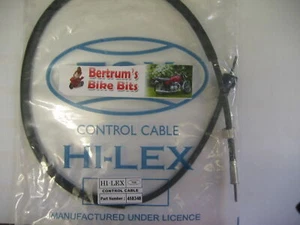 Bertrum's
Bike Bits
CONTROL CABLE
HI-LEX
HI-LEX
CONTROL CABLE
Part Number
MANUFACTURED UNDER LICENCE